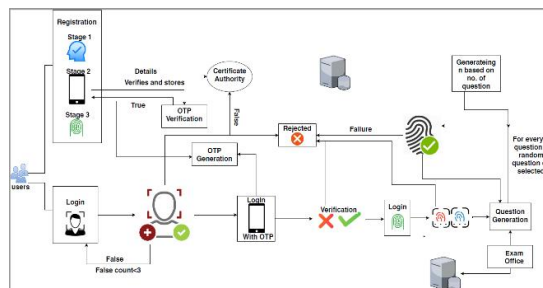 Registration
Stage 1
Stage 2
Stage 3
Details
Verifies and stores
True
Certificate
Authority
OTP
Verification
False
OTP
Generation
Rejected
Failure
Generateing
n based on
no. of
question
For every
question
random
question
selected
users
Login
False
False count<3
Login
With OTP
Verification
Login
Question
Generation
Exam
Office